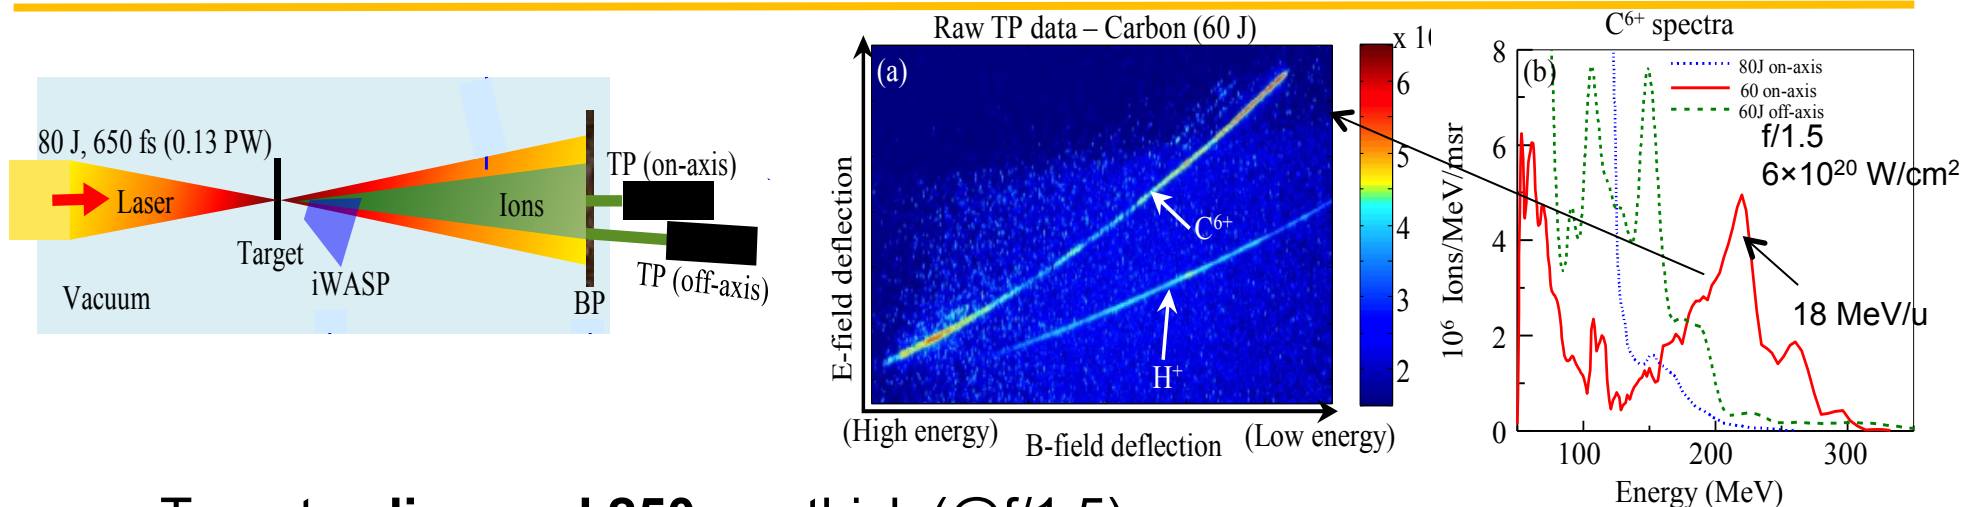 80 J, 650 fs (0.13 PW)
Laser
Target
iWASP
Vacuum
Ions
TP (on-axis)
TP (off-axis)
BP
Raw TP data – Carbon (60 J)
(a)
E-field deflection
C⁶⁺
H⁺
(High energy)
B-field deflection
(Low energy)
x 10
6
5
4
3
2
C⁶⁺ spectra
(b)
80J on-axis
60 on-axis
60J off-axis
f/1.5
6×10²⁰ W/cm²
18 MeV/u
10⁶ Ions/MeV/msr
8
6
4
2
0
100
200
300
Energy (MeV)